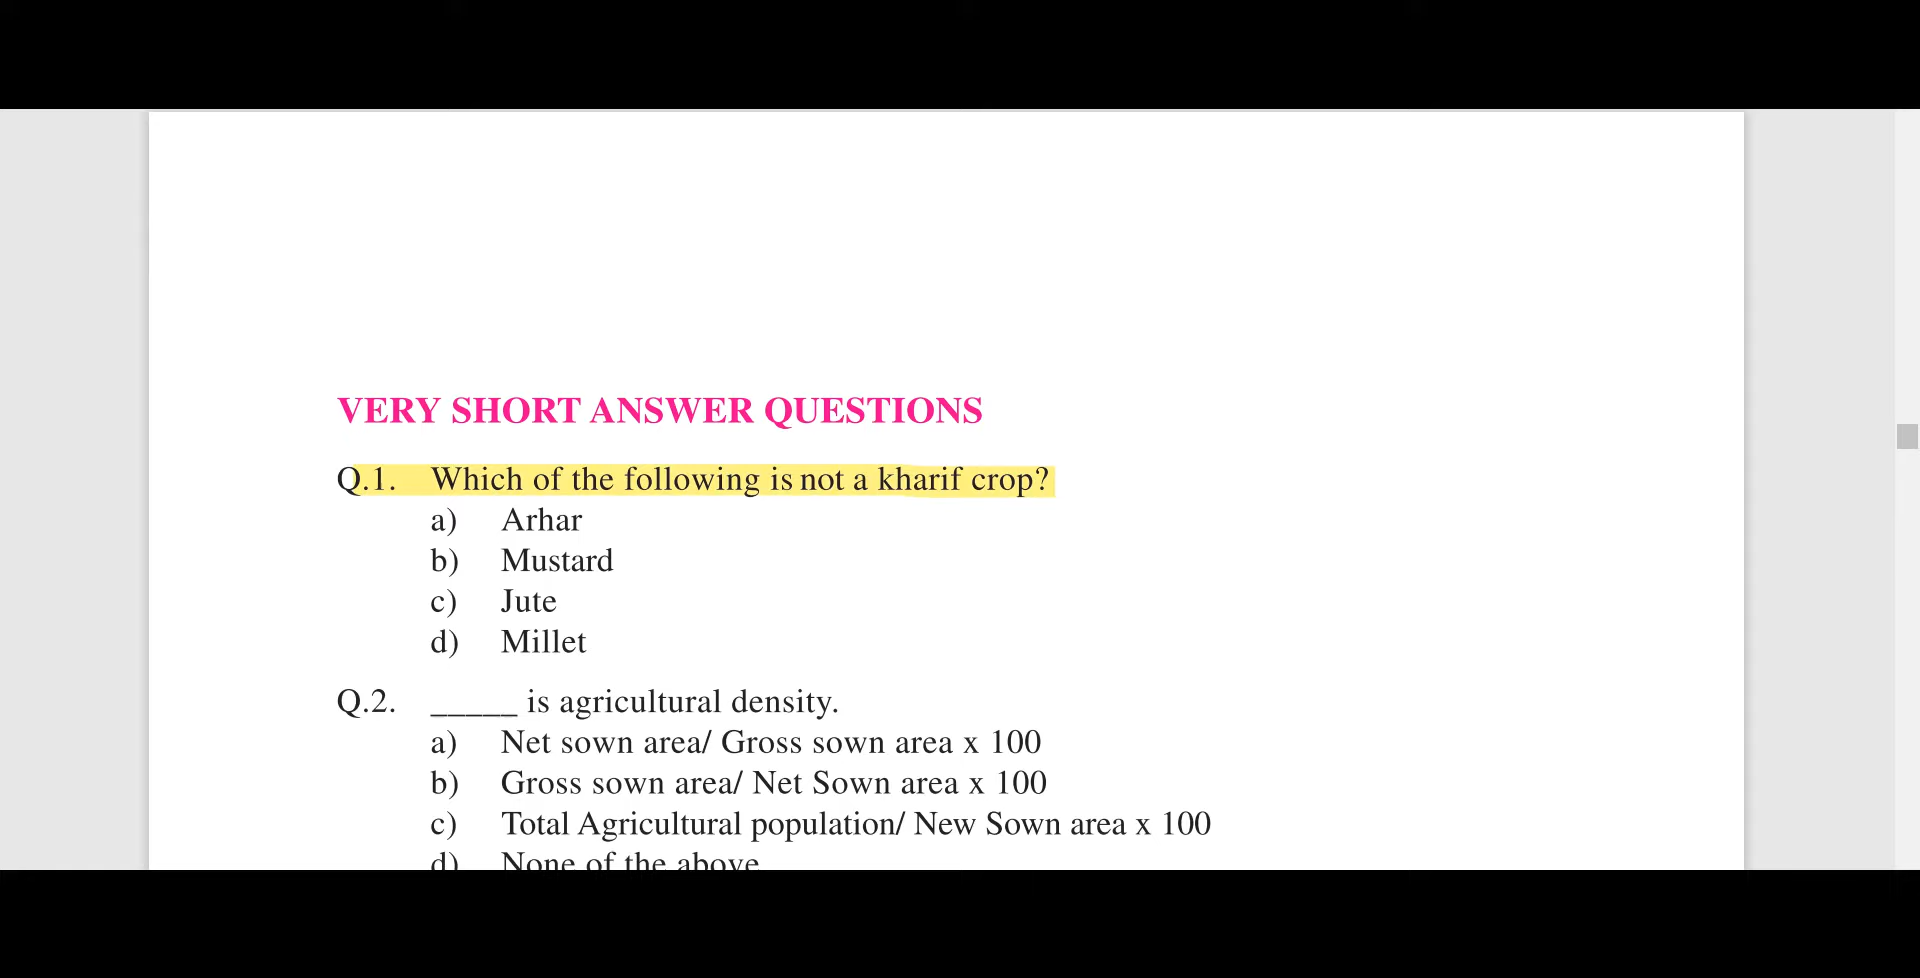 VERY SHORT ANSWER QUESTIONS
Q.1. Which of the following is not a kharif crop?
a) Arhar
b) Mustard
c) Jute
d) Millet
Q.2. _____ is agricultural density.
a) Net sown area/ Gross sown area x 100
b) Gross sown area/ Net Sown area x 100
c) Total Agricultural population/ New Sown area x 100
d) None of the above